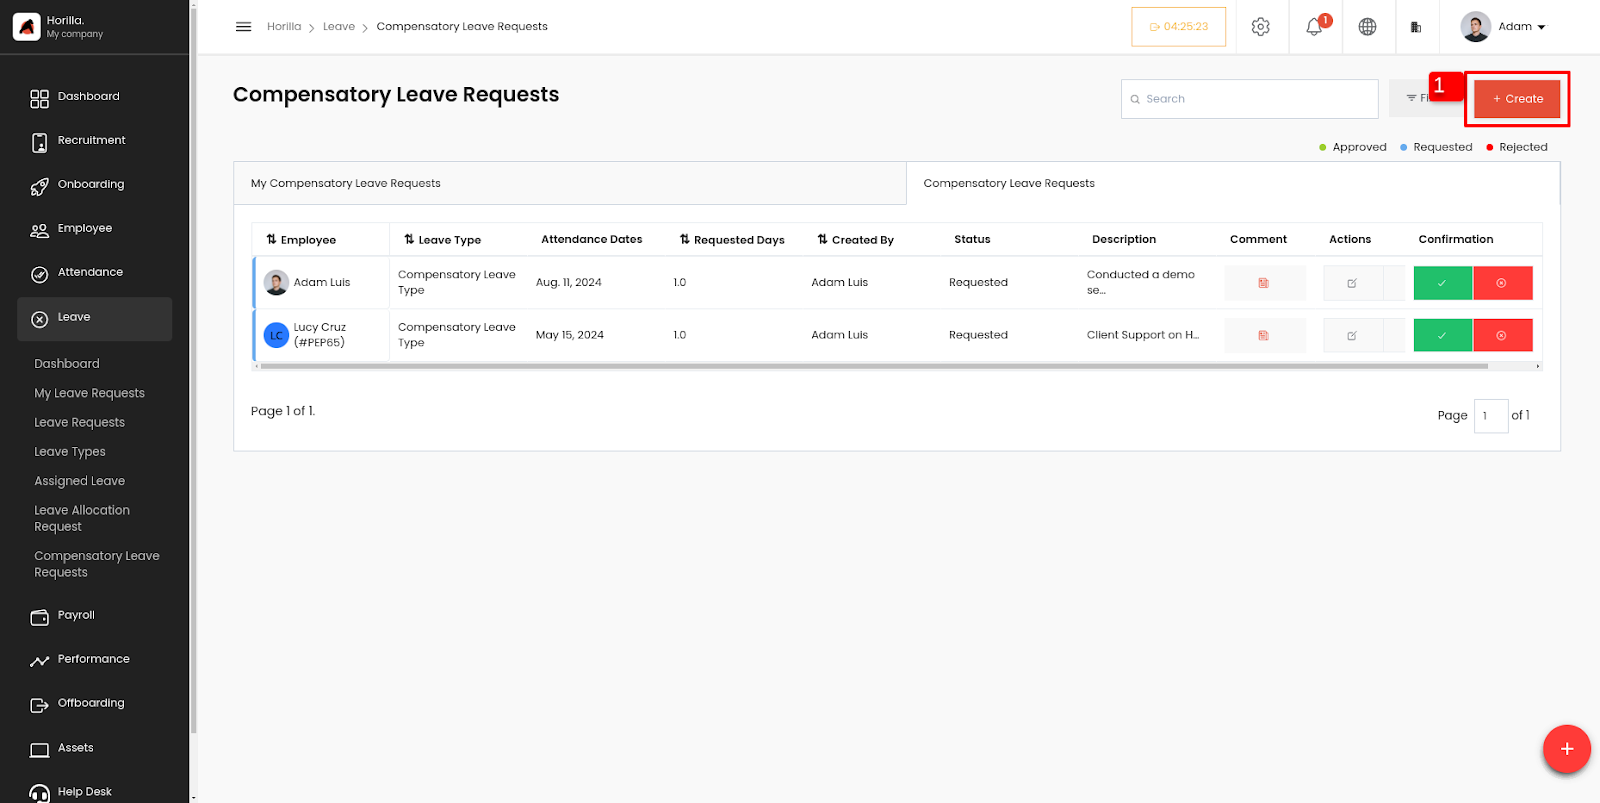 Horilla.
My company
Dashboard
Recruitment
Onboarding
Employee
Attendance
Leave
Dashboard
My Leave Requests
Leave Requests
Leave Types
Assigned Leave
Leave Allocation
Request
Compensatory Leave
Requests
Payroll
Performance
Offboarding
Assets
Help Desk
Horilla > Leave > Compensatory Leave Requests
04:25:23
1
Adam
Compensatory Leave Requests
Search
1
+ Create
Approved Requested Rejected
My Compensatory Leave Requests
Compensatory Leave Requests
Employee Leave Type Attendance Dates Requested Days Created By Status Description Comment Actions Confirmation
Adam Luis
Compensatory Leave
Type
Aug. 11, 2024
1.0
Adam Luis
Requested
Conducted a demo
se...
LC
Lucy Cruz
(#PEP65)
Compensatory Leave
Type
May 15, 2024
1.0
Adam Luis
Requested
Client Support on H...
Page 1 of 1.
Page 1 of 1
+